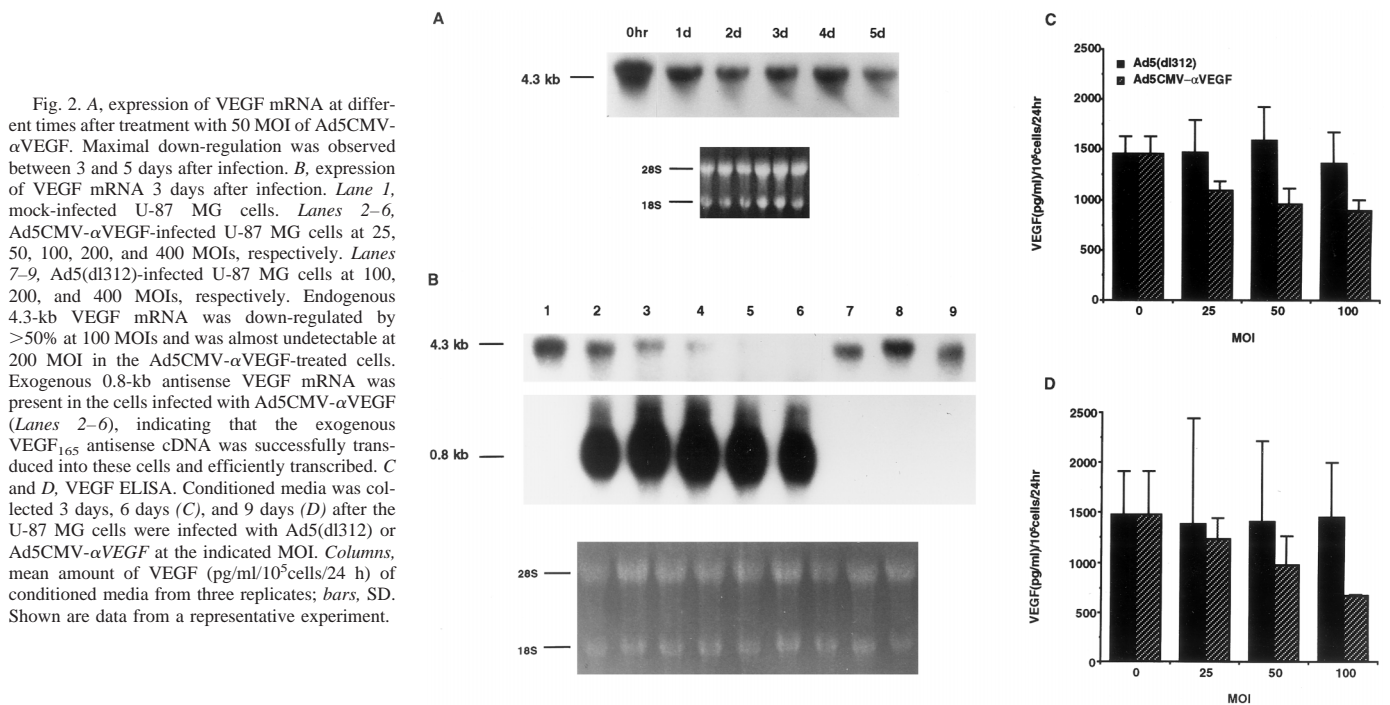 Fig. 2. A, expression of VEGF mRNA at differ-
ent times after treatment with 50 MOI of Ad5CMV-
αVEGF. Maximal down-regulation was observed
between 3 and 5 days after infection. B, expression
of VEGF mRNA 3 days after infection. Lane 1,
mock-infected U-87 MG cells. Lanes 2–6,
Ad5CMV-αVEGF-infected U-87 MG cells at 25,
50, 100, 200, and 400 MOIs, respectively. Lanes
7–9, Ad5(dl312)-infected U-87 MG cells at 100,
200, and 400 MOIs, respectively. Endogenous
4.3-kb VEGF mRNA was down-regulated by
>50% at 100 MOIs and was almost undetectable at
200 MOI in the Ad5CMV-αVEGF-treated cells.
Exogenous 0.8-kb antisense VEGF mRNA was
present in the cells infected with Ad5CMV-αVEGF
(Lanes 2–6), indicating that the exogenous
VEGF165 antisense cDNA was successfully trans-
duced into these cells and efficiently transcribed. C
and D, VEGF ELISA. Conditioned media was col-
lected 3 days, 6 days (C), and 9 days (D) after the
U-87 MG cells were infected with Ad5(dl312) or
Ad5CMV-αVEGF at the indicated MOI. Columns,
mean amount of VEGF (pg/ml/10⁵cells/24 h) of
conditioned media from three replicates; bars, SD.
Shown are data from a representative experiment.
A
0hr 1d 2d 3d 4d 5d
4.3 kb
28S
18S
B
1 2 3 4 5 6 7 8 9
4.3 kb
0.8 kb
28S
18S
C
VEGF(pg/ml)/10⁵cells/24hr
2500
2000
1500
1000
500
0
Ad5(dl312)
Ad5CMV-αVEGF
0 25 50 100
MOI
D
VEGF(pg/ml)/10⁵cells/24hr
2500
2000
1500
1000
500
0
0 25 50 100
MOI